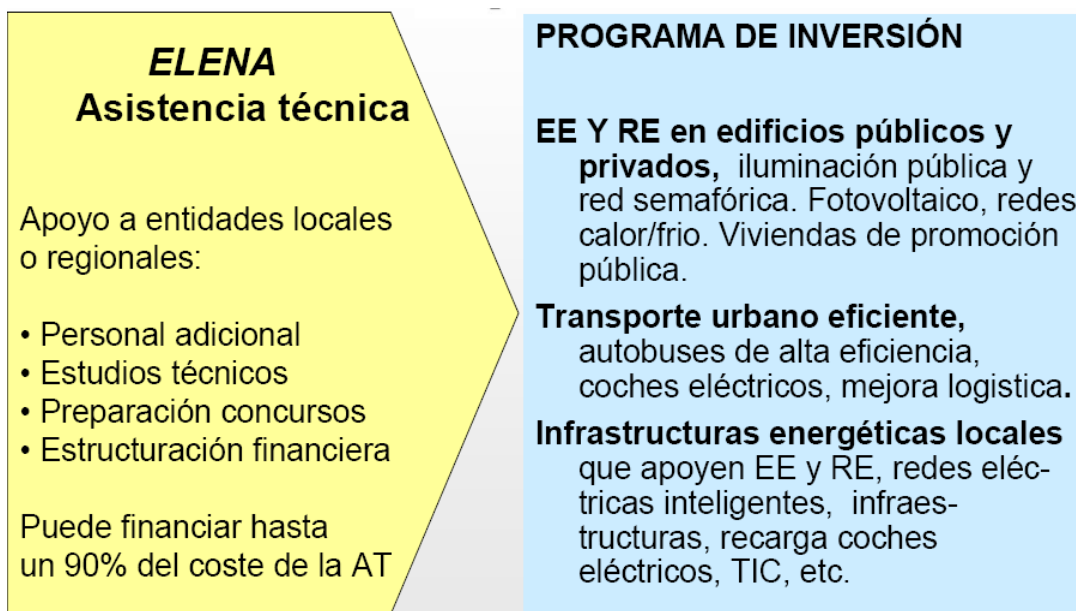 ELENA
Asistencia técnica
Apoyo a entidades locales
o regionales:
• Personal adicional
• Estudios técnicos
• Preparación concursos
• Estructuración financiera
Puede financiar hasta
un 90% del coste de la AT
PROGRAMA DE INVERSIÓN
EE Y RE en edificios públicos y
privados, iluminación pública y
red semafórica. Fotovoltaico, redes
calor/frio. Viviendas de promoción
pública.
Transporte urbano eficiente,
autobuses de alta eficiencia,
coches eléctricos, mejora logistica.
Infrastructuras energéticas locales
que apoyen EE y RE, redes eléc-
tricas inteligentes, infraes-
tructuras, recarga coches
eléctricos, TIC, etc.